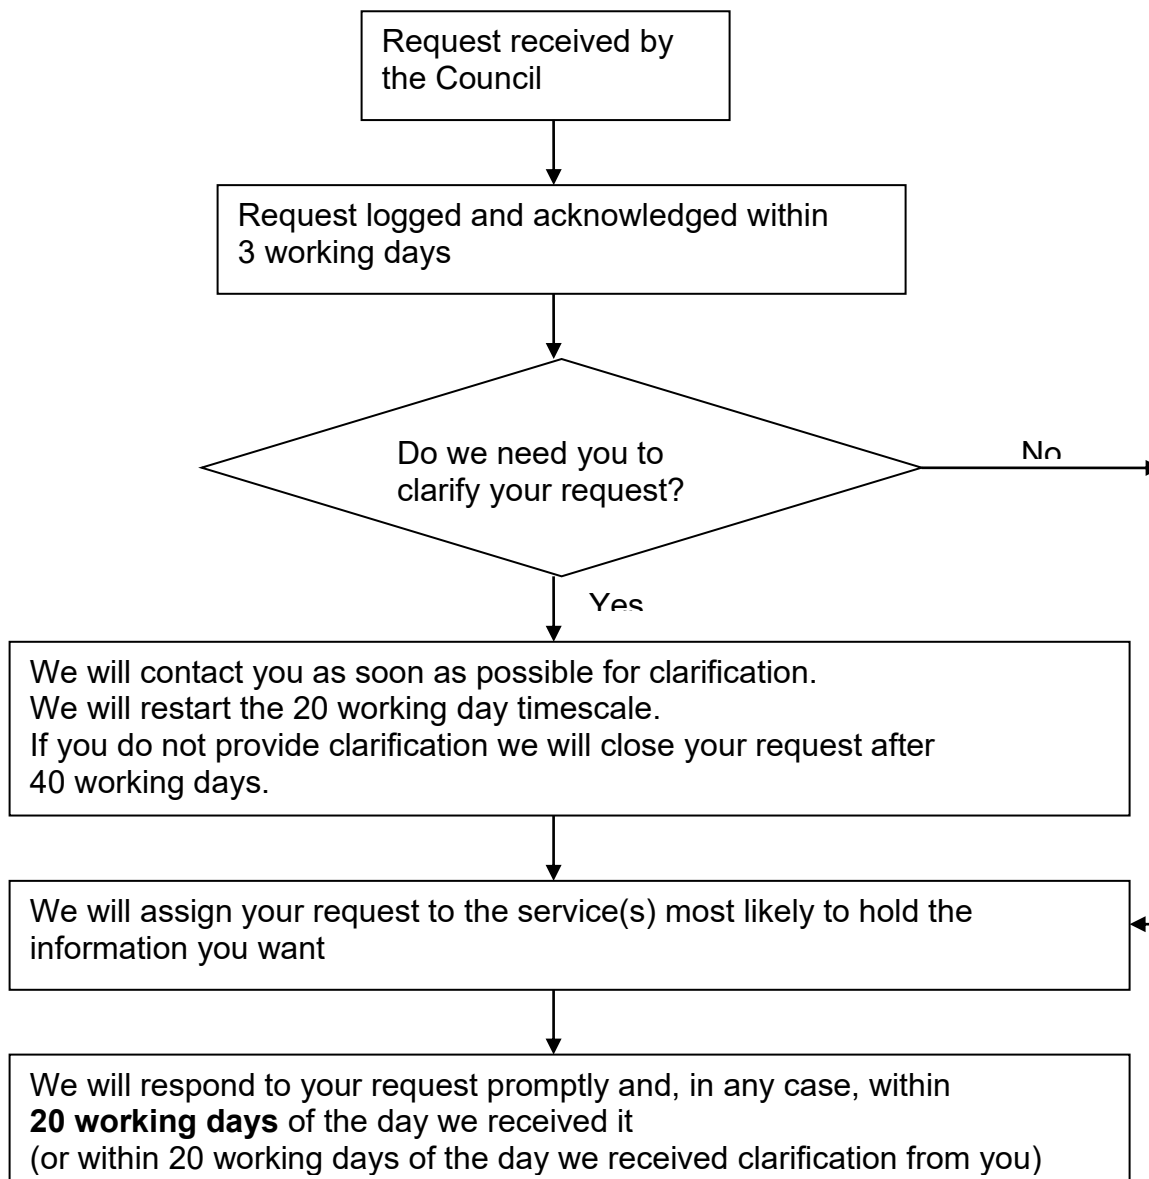 Request received by
the Council
Request logged and acknowledged within
3 working days
Do we need you to
clarify your request?
No
Yes
We will contact you as soon as possible for clarification.
We will restart the 20 working day timescale.
If you do not provide clarification we will close your request after
40 working days.
We will assign your request to the service(s) most likely to hold the
information you want
We will respond to your request promptly and, in any case, within
20 working days of the day we received it
(or within 20 working days of the day we received clarification from you)